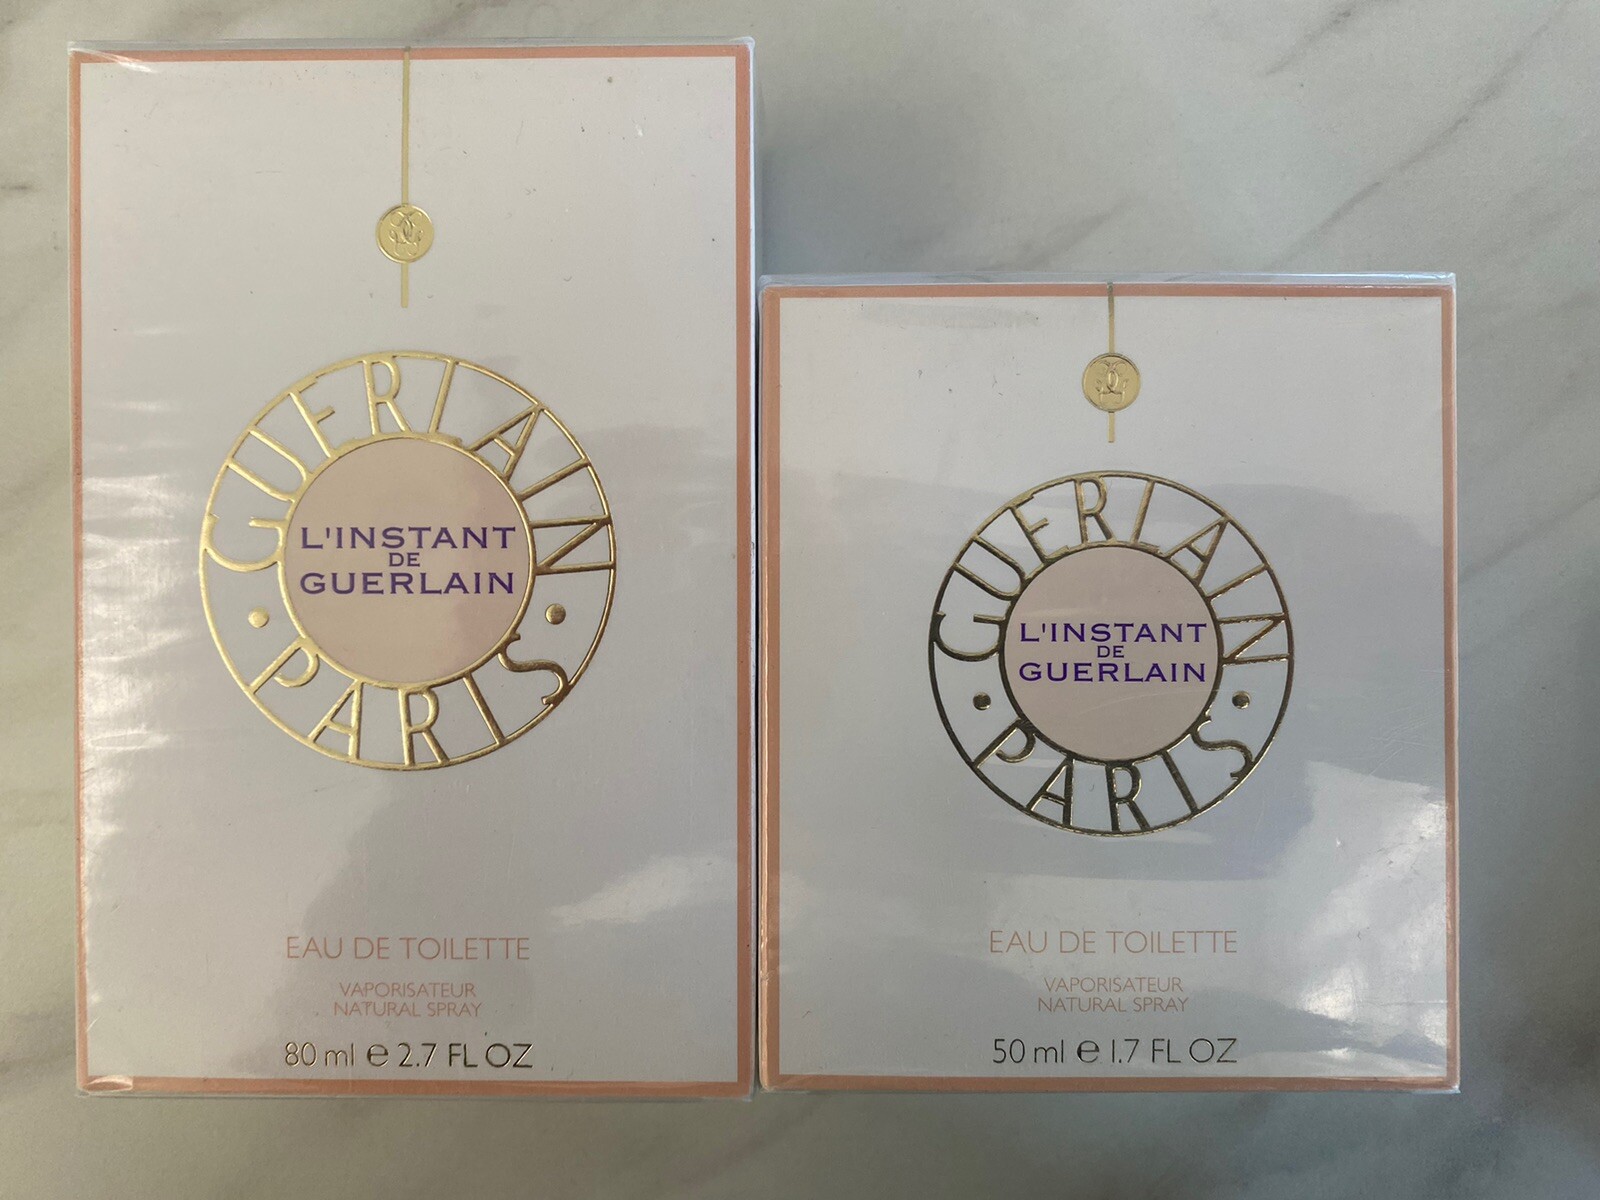 GUERLAIN
L'INSTANT
DE
GUERLAIN
• PARIS •
EAU DE TOILETTE
VAPORISATEUR
NATURAL SPRAY
80 ml e 2.7 FL OZ
GUERLAIN
L'INSTANT
DE
GUERLAIN
• PARIS •
EAU DE TOILETTE
VAPORISATEUR
NATURAL SPRAY
50 ml e 1.7 FL OZ